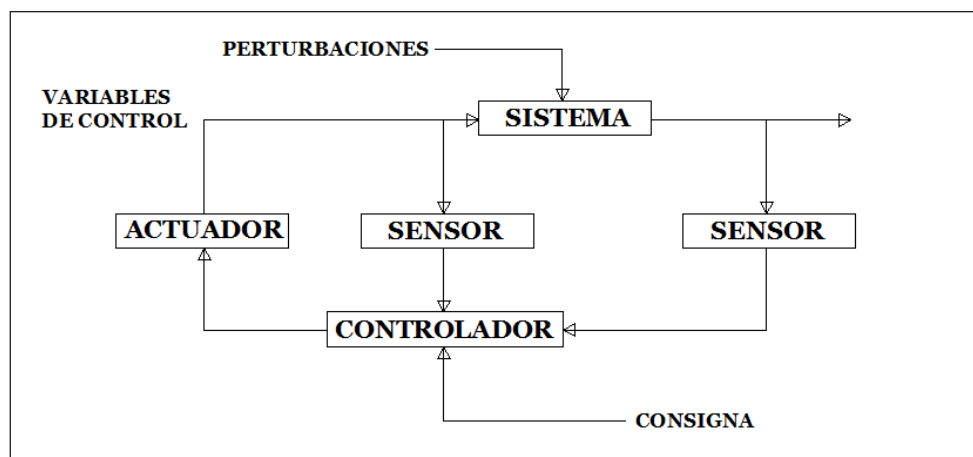 PERTURBACIONES
VARIABLES
DE CONTROL
SISTEMA
ACTUADOR
SENSOR
SENSOR
CONTROLADOR
CONSIGNA